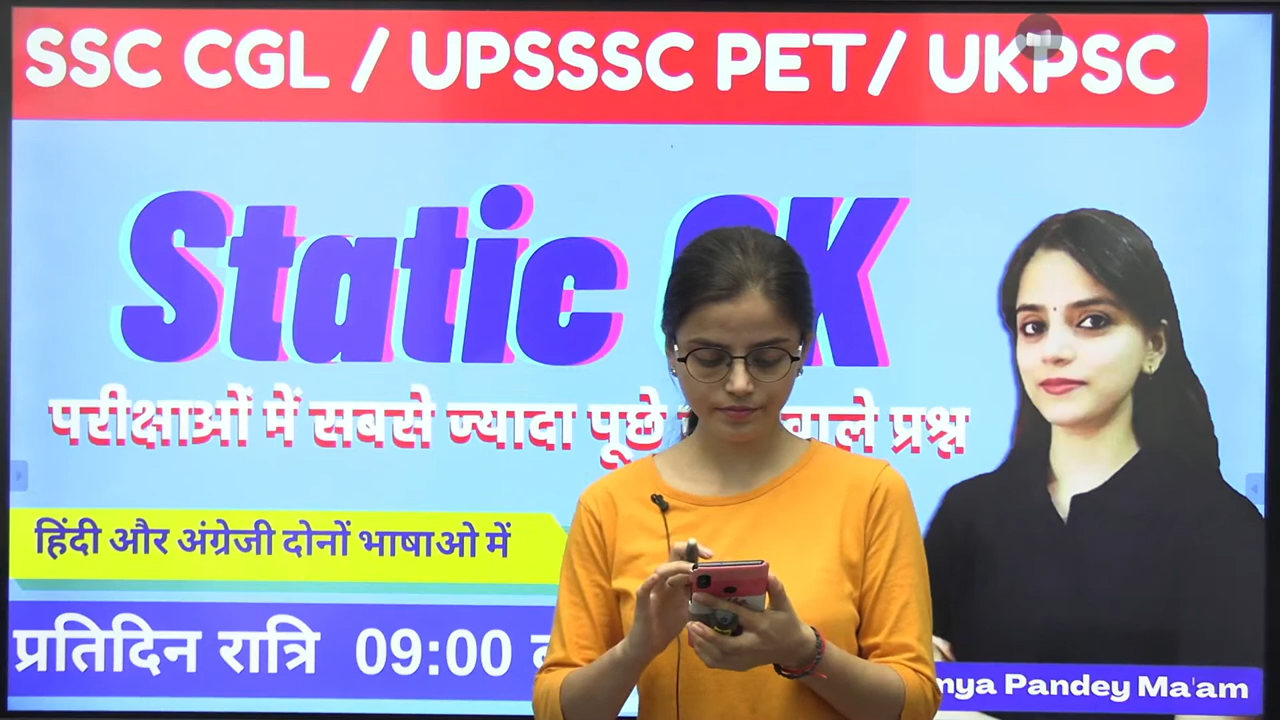 SSC CGL / UPSSSC PET/ UKPSC
Static K
परीक्षाओं में सबसे ज्यादा पूछे वाले प्रश्न
हिंदी और अंग्रेजी दोनों भाषाओ में
प्रतिदिन रात्रि 09:00
Pandey Ma'am